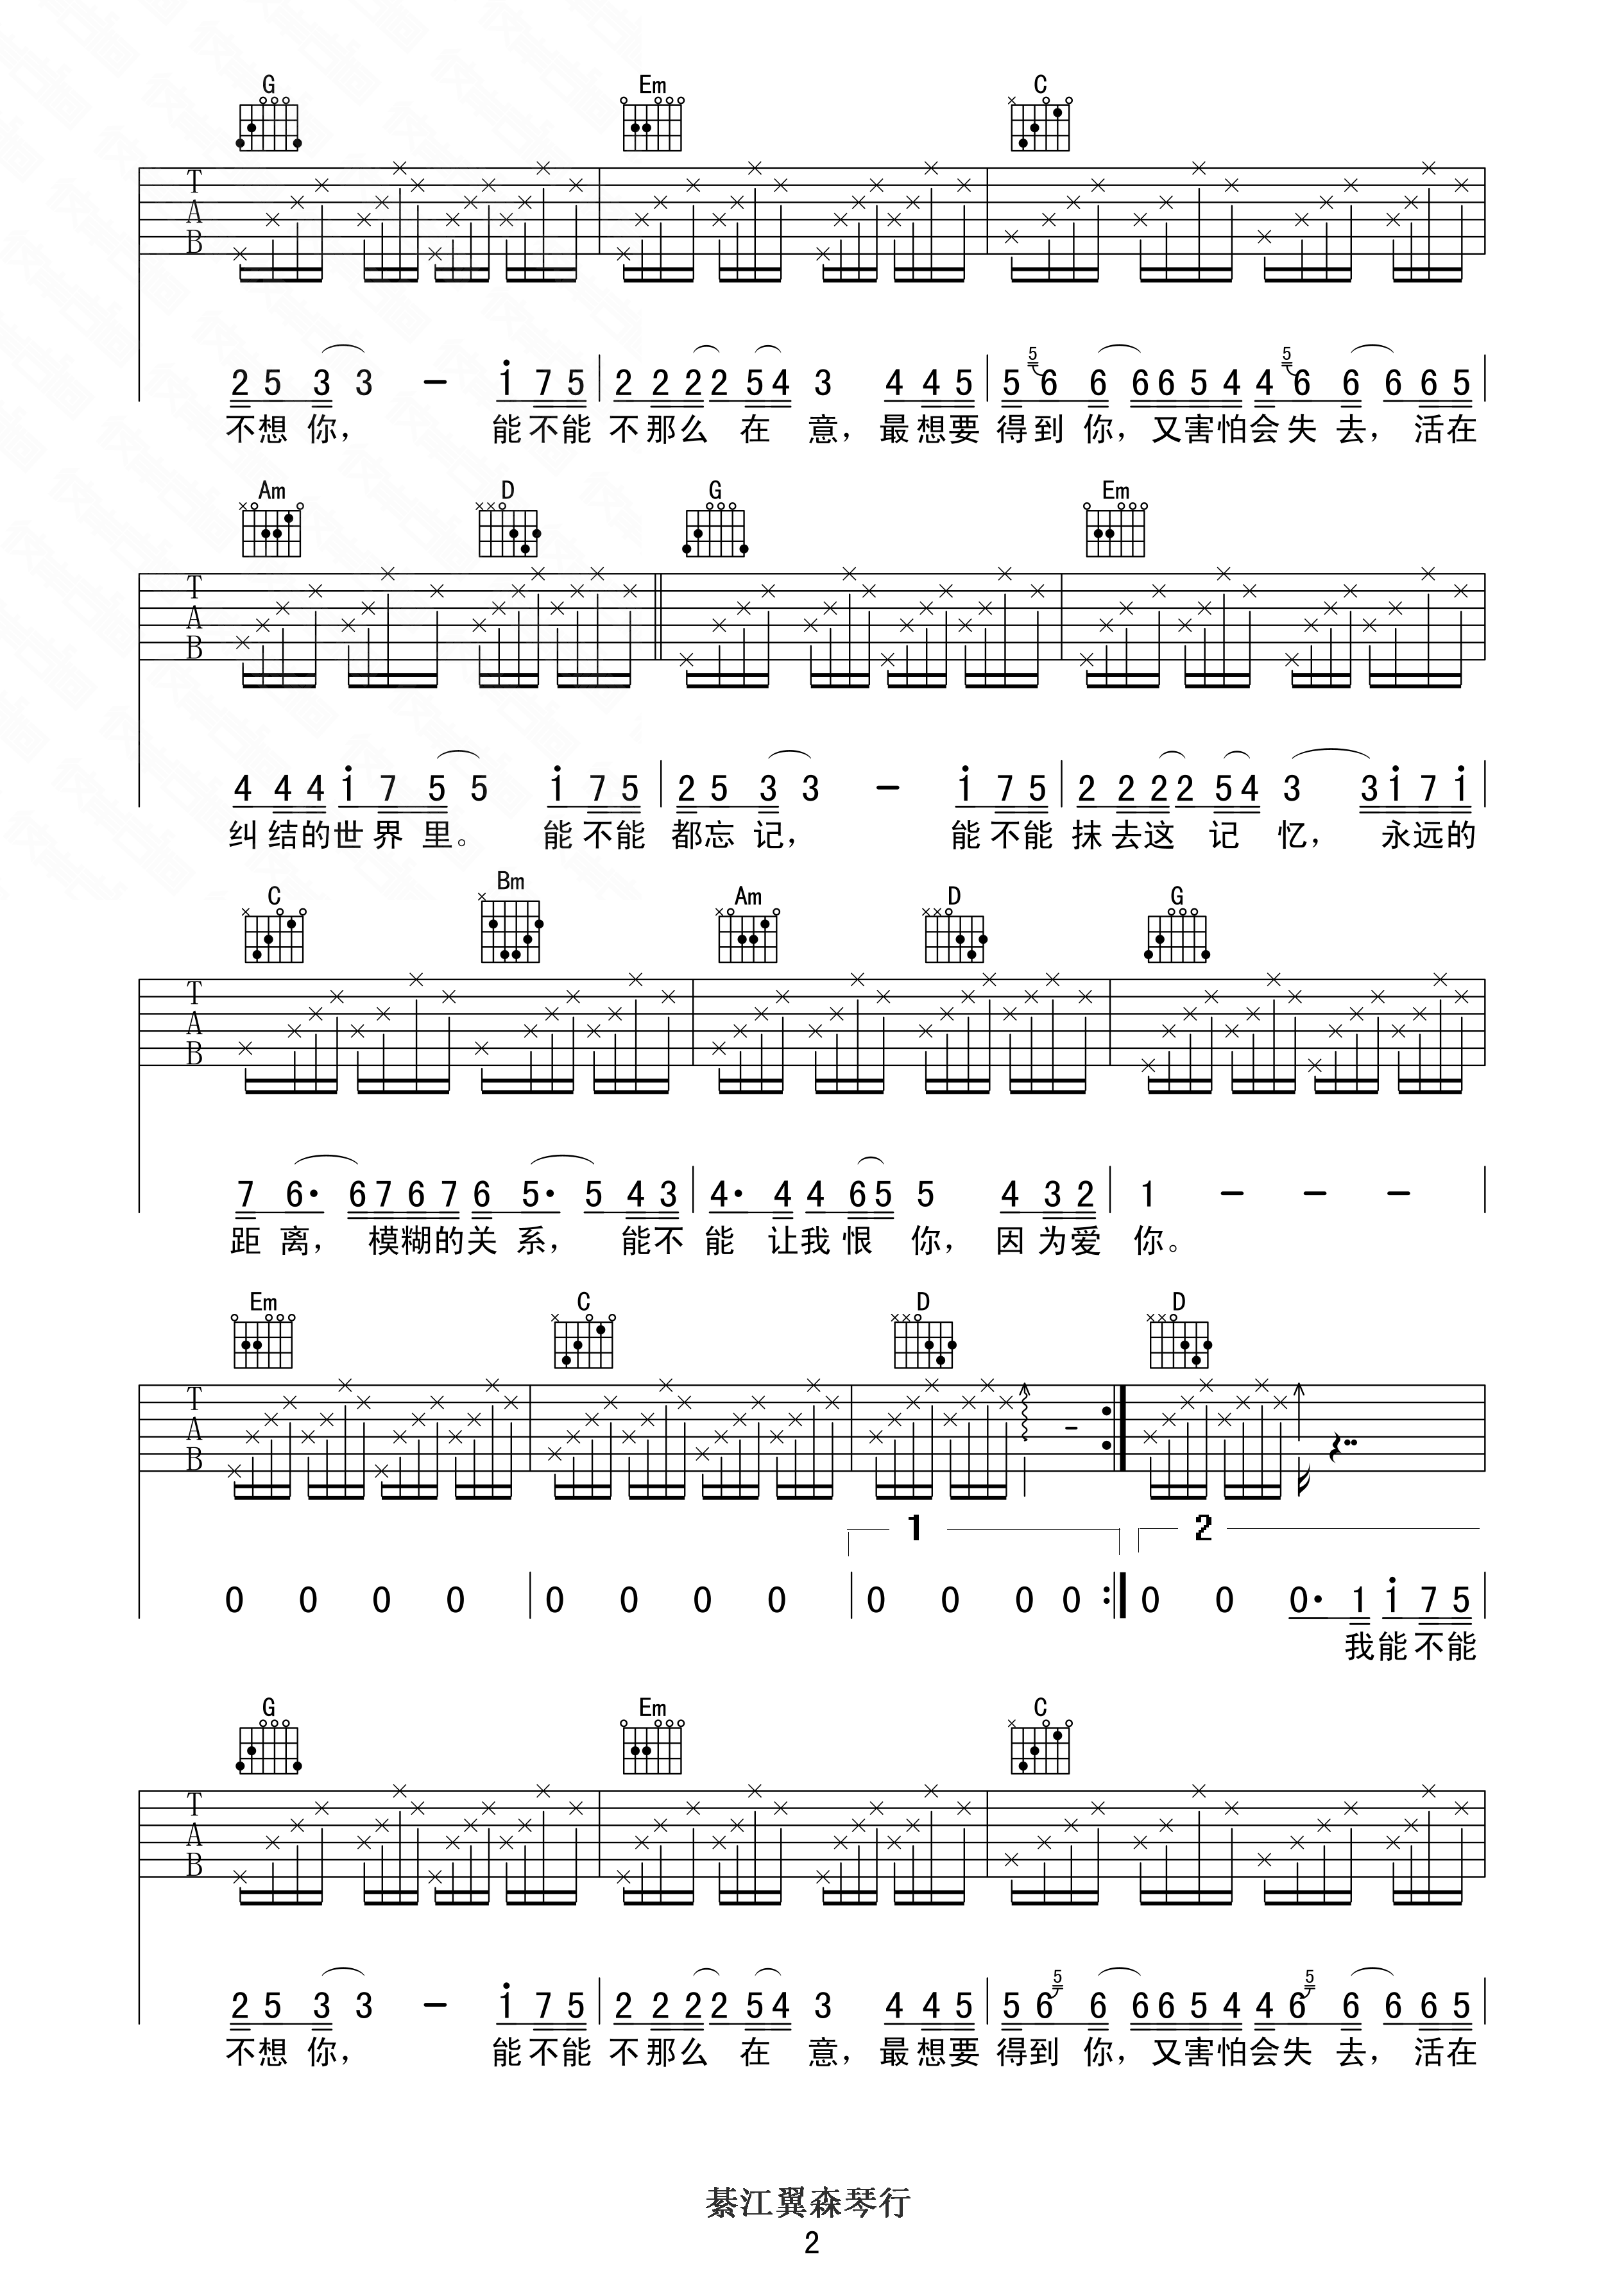 G Em C
T
A
B
2 5 3 3 - i 7 5 2 2 2 2 5 4 3 4 4 5 5 5 6 6 6 6 5 4 4 5 6 6 6 6 5
不想 你, 能不能 不那么 在 意, 最想要 得到 你, 又害怕会失 去, 活在
Am D G Em
T
A
B
4 4 4 i 7 5 5 i 7 5 2 5 3 3 - i 7 5 2 2 2 2 5 4 3 3 i 7 i
纠结的世界 里。 能不能 都忘 记, 能不能 抹去这 记 忆, 永远的
C Bm Am D G
T
A
B
7 6· 6 7 6 7 6 5· 5 4 3 4· 4 4 6 5 5 4 3 2 1 - - -
距 离, 模糊的关 系, 能不 能 让我恨 你, 因为爱 你。
Em C D D
T
A
B
1 2
0 0 0 0 0 0 0 0 0 0 0 0 0 0 0· 1 i 7 5
我能不能
G Em C
T
A
B
2 5 3 3 - i 7 5 2 2 2 2 5 4 3 4 4 5 5 6 5 6 6 6 5 4 4 6 5 6 6 6 5
不想 你, 能不能 不那么 在 意, 最想要 得到 你, 又害怕会失 去, 活在
綦江翼森琴行
2